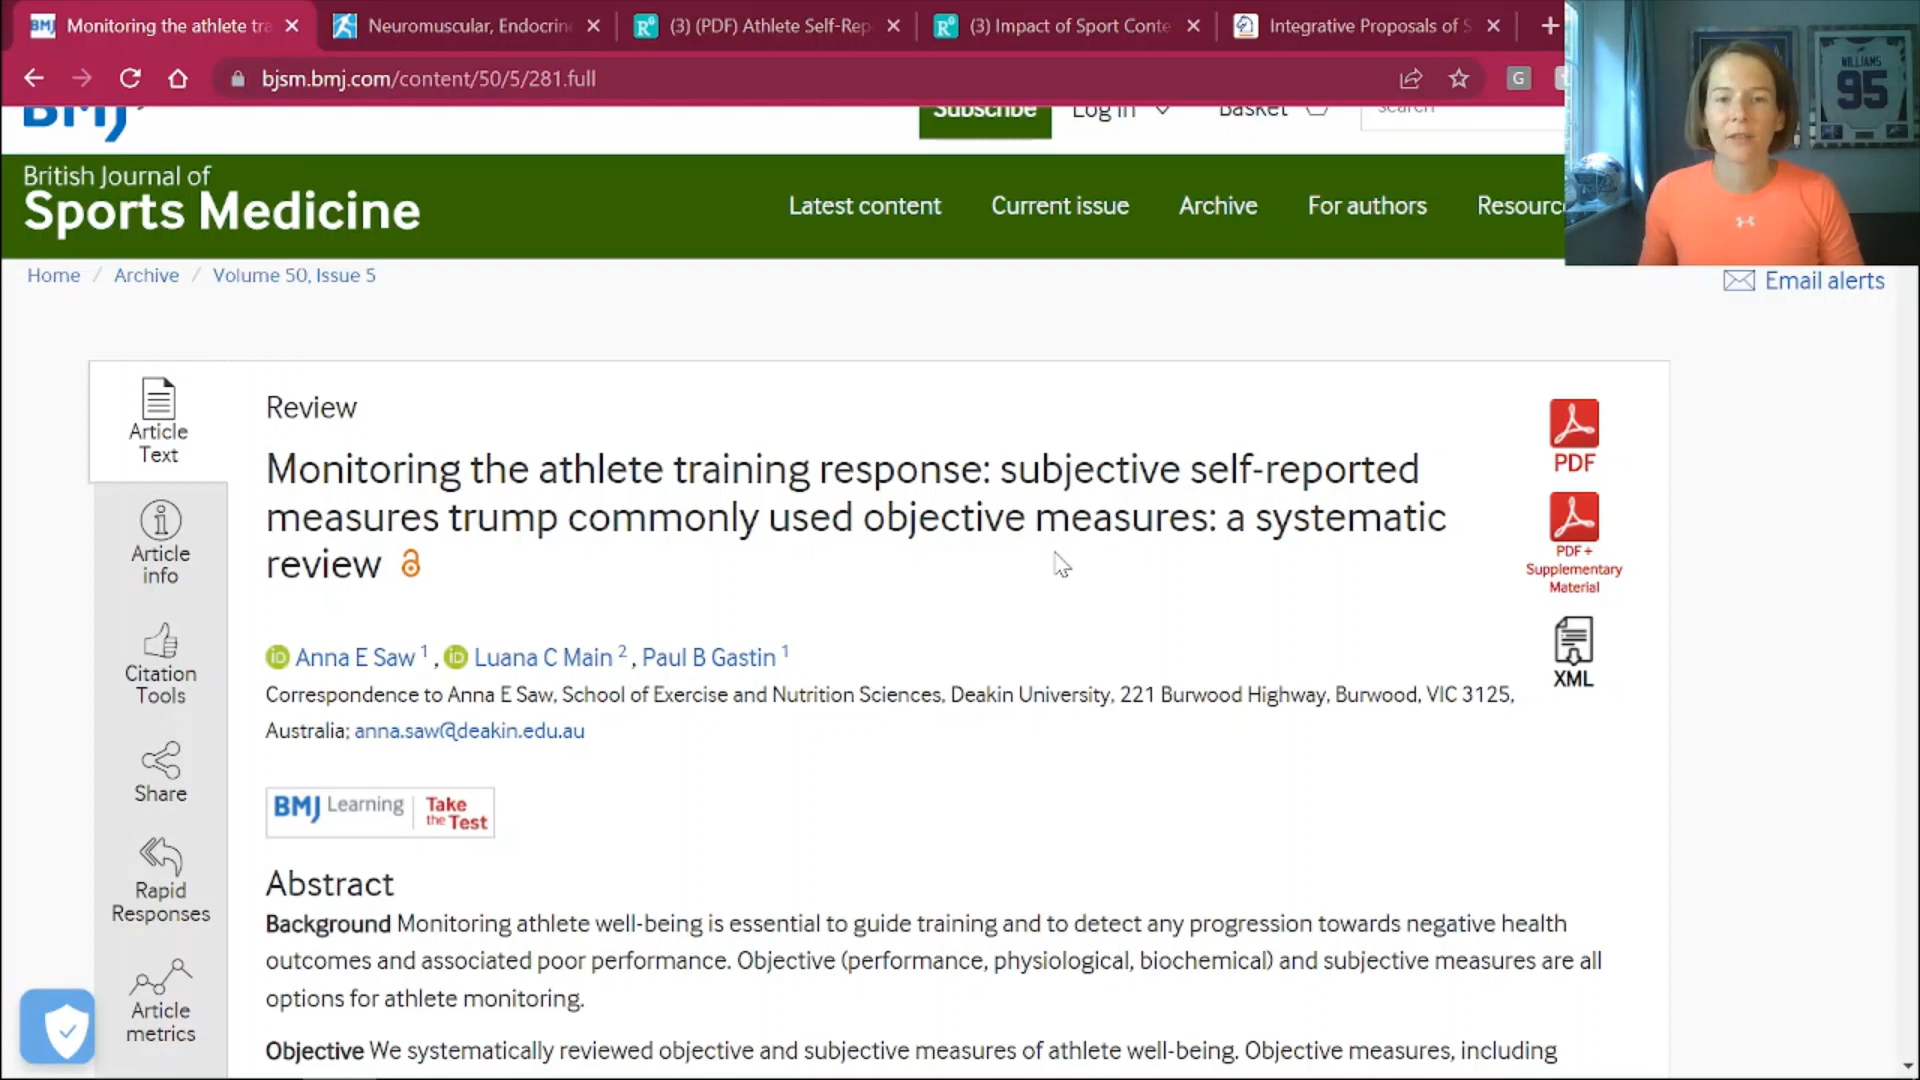 Monitoring the athlete tra
Neuromuscular, Endocrine
(3) (PDF) Athlete Self-Rep
(3) Impact of Sport Conte
Integrative Proposals of S
bjsm.bmj.com/content/50/5/281.full
G
WILLIAMS
95
BMJ
Subscribe
Log in
Basket
Search
British Journal of
Sports Medicine
Latest content
Current issue
Archive
For authors
Resourc
Home / Archive / Volume 50, Issue 5
Email alerts
Article
Text
Article
info
Citation
Tools
Share
Rapid
Responses
Article
metrics
Review
Monitoring the athlete training response: subjective self-reported
measures trump commonly used objective measures: a systematic
review
PDF
PDF +
Supplementary
Material
XML
iD Anna E Saw 1, iD Luana C Main 2, Paul B Gastin 1
Correspondence to Anna E Saw, School of Exercise and Nutrition Sciences, Deakin University, 221 Burwood Highway, Burwood, VIC 3125,
Australia; anna.saw@deakin.edu.au
BMJ Learning
Take
the Test
Abstract
Background Monitoring athlete well-being is essential to guide training and to detect any progression towards negative health
outcomes and associated poor performance. Objective (performance, physiological, biochemical) and subjective measures are all
options for athlete monitoring.
Objective We systematically reviewed objective and subjective measures of athlete well-being. Objective measures, including